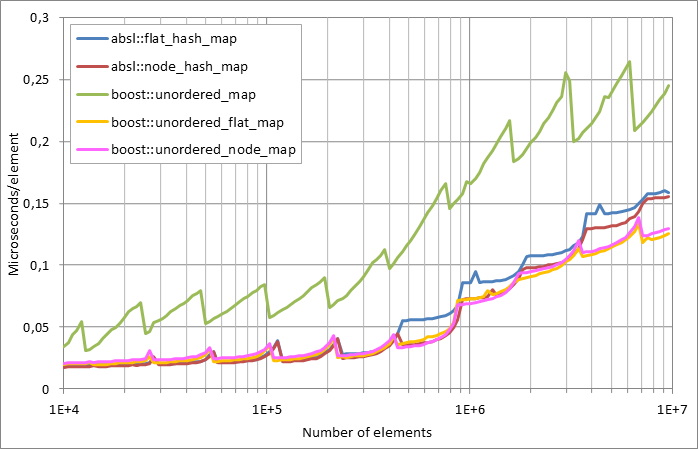 0,3
absl::flat_hash_map
absl::node_hash_map
boost::unordered_map
boost::unordered_flat_map
boost::unordered_node_map
0,25
0,2
0,15
0,1
0,05
0
Microseconds/element
1E+4
1E+5
1E+6
1E+7
Number of elements